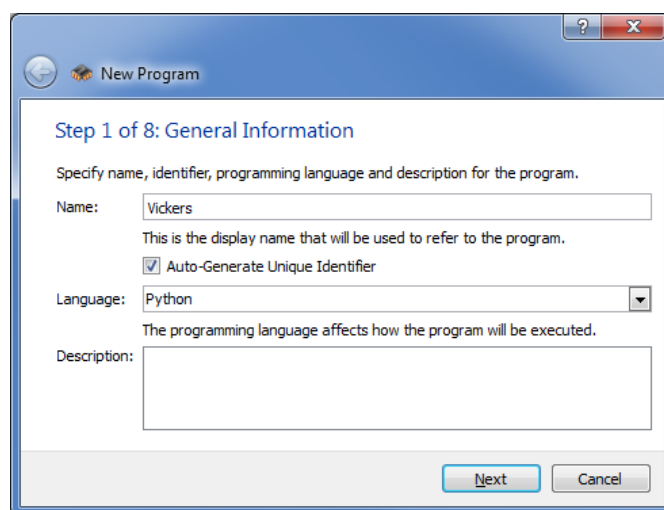 ? X
New Program
Step 1 of 8: General Information
Specify name, identifier, programming language and description for the program.
Name: Vickers
This is the display name that will be used to refer to the program.
Auto-Generate Unique Identifier
Language: Python
The programming language affects how the program will be executed.
Description:
Next Cancel